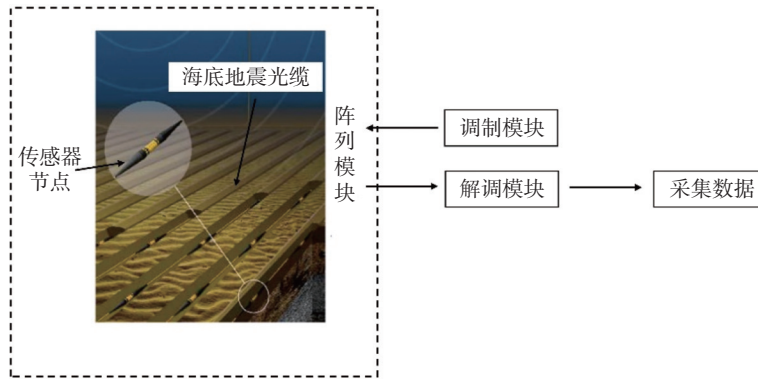 海底地震光缆
传感器
节点
阵
列
模
块
调制模块
解调模块
采集数据